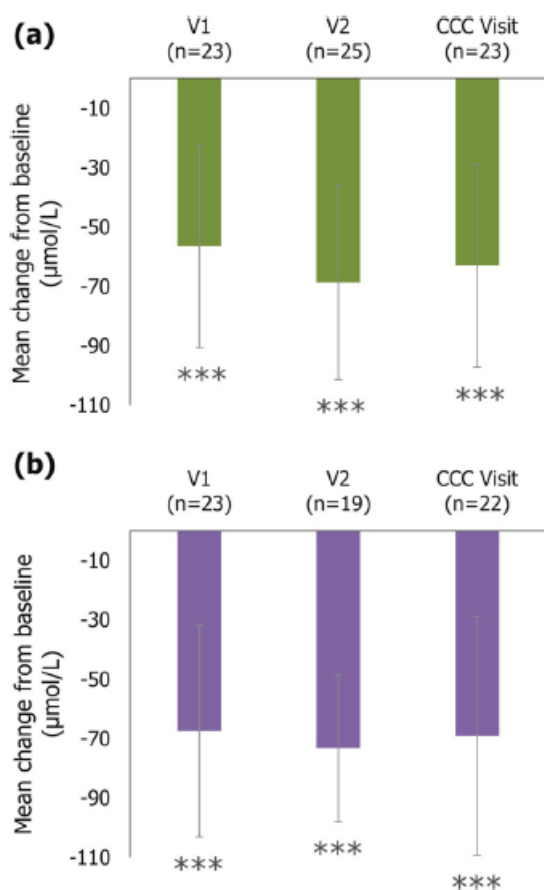 (a)
V1 V2 CCC Visit
(n=23) (n=25) (n=23)
Mean change from baseline
(µmol/L)
-10
-30
-50
-70
-90
-110
*** *** ***
(b)
V1 V2 CCC Visit
(n=23) (n=19) (n=22)
Mean change from baseline
(µmol/L)
-10
-30
-50
-70
-90
-110
*** *** ***